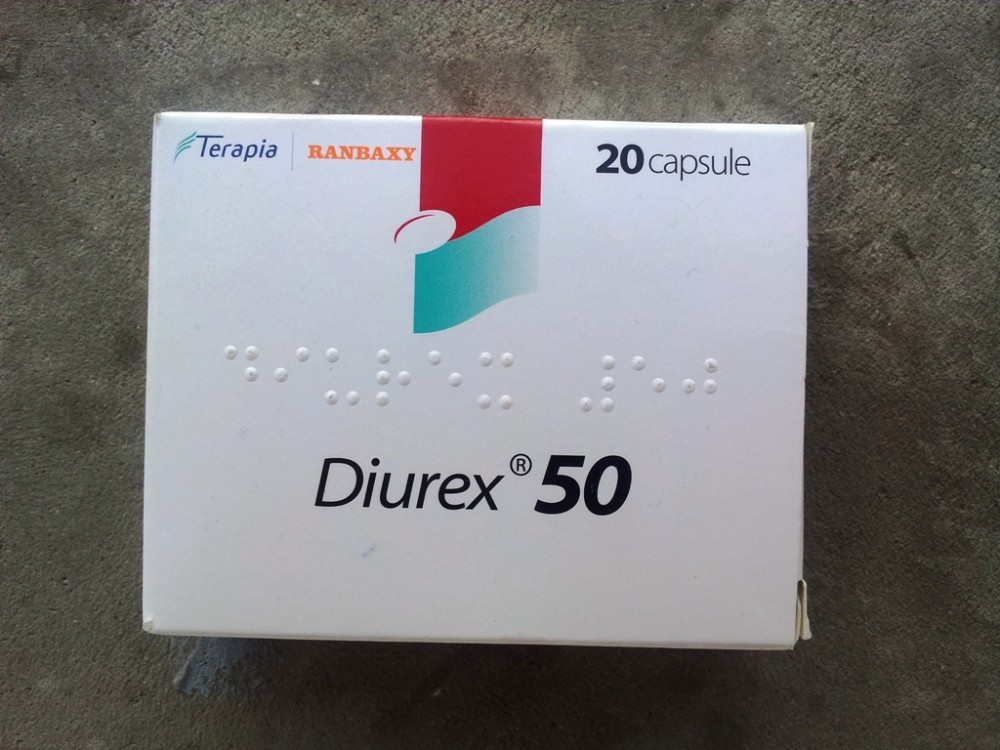 Terapia RANBAXY
20 capsule
⠙⠊⠥⠗⠑⠭ ⠼⠑⠚
Diurex® 50